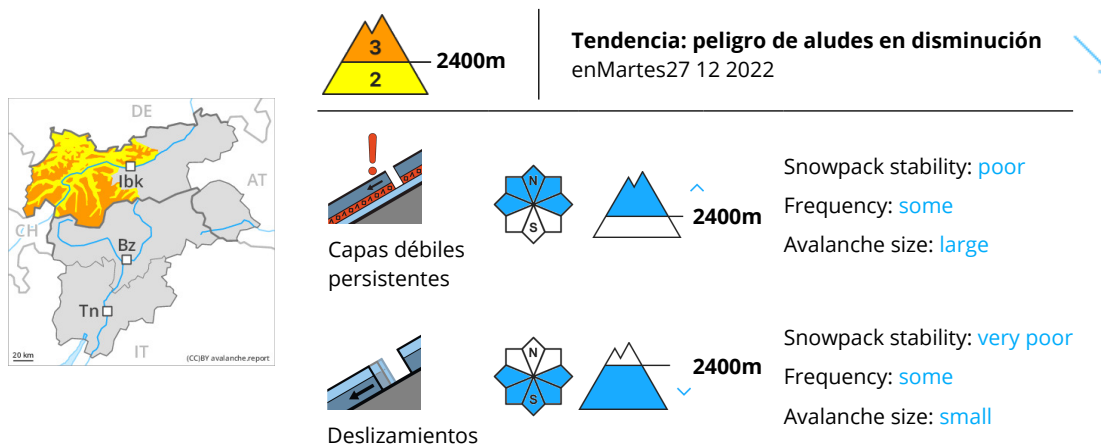 DE
AT
CH
IT
Ibk
Bz
Tn
20 km
(CC)BY avalanche.report
3
2
2400m
Tendencia: peligro de aludes en disminución
enMartes27 12 2022
N
S
2400m
Snowpack stability: poor
Frequency: some
Avalanche size: large
Capas débiles
persistentes
N
S
2400m
Snowpack stability: very poor
Frequency: some
Avalanche size: small
Deslizamientos